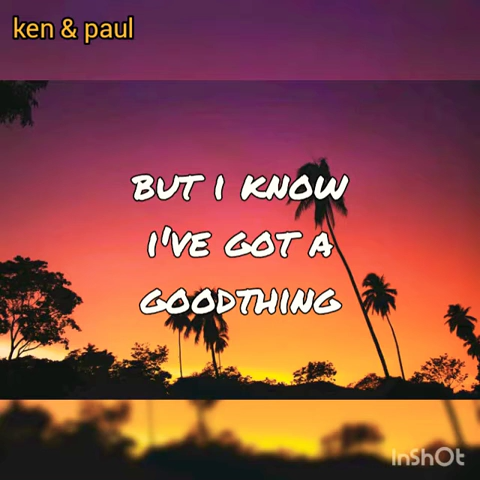 ken & paul
BUT I KNOW
I'VE GOT A
GOODTHING
InShOt